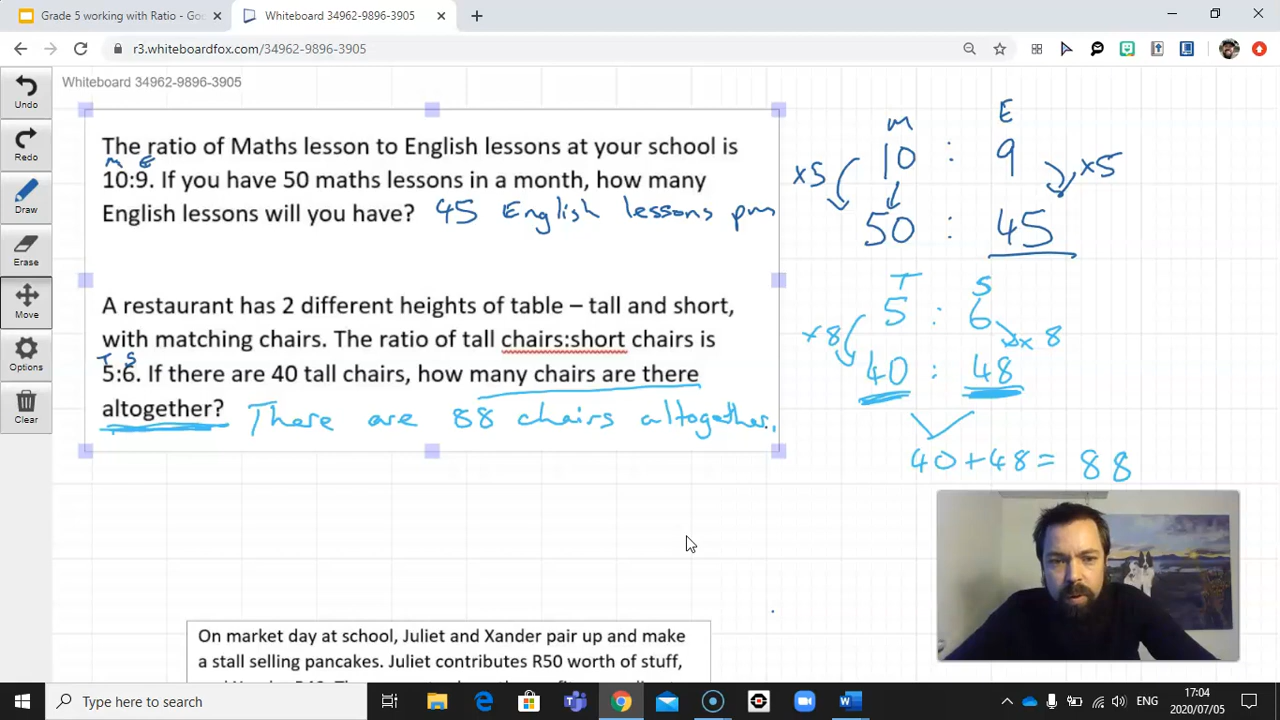 Grade 5 working with Ratio - Goo
Whiteboard 34962-9896-3905
r3.whiteboardfox.com/34962-9896-3905
Whiteboard 34962-9896-3905
Undo
Redo
Draw
Erase
Move
Options
Clear
The ratio of Maths lesson to English lessons at your school is
M E
10:9. If you have 50 maths lessons in a month, how many
English lessons will you have? 45 English lessons pm
A restaurant has 2 different heights of table – tall and short,
with matching chairs. The ratio of tall chairs:short chairs is
T S
5:6. If there are 40 tall chairs, how many chairs are there
altogether? There are 88 chairs altogether.
M E
10 : 9
x5 x5
50 : 45
T S
5 : 6
x8 x 8
40 : 48
40+48= 88
On market day at school, Juliet and Xander pair up and make
a stall selling pancakes. Juliet contributes R50 worth of stuff,
Type here to search
ENG
17:04
2020/07/05